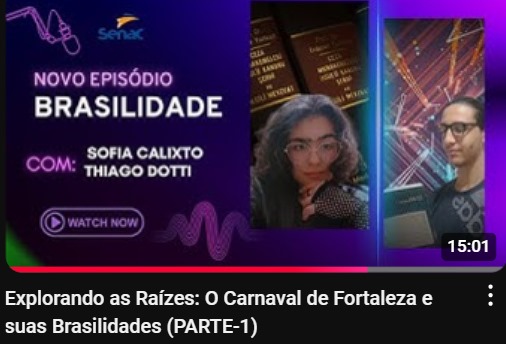 Senac
NOVO EPISÓDIO
BRASILIDADE
COM: SOFIA CALIXTO
THIAGO DOTTI
WATCH NOW
15:01
Explorando as Raízes: O Carnaval de Fortaleza e
suas Brasilidades (PARTE-1)